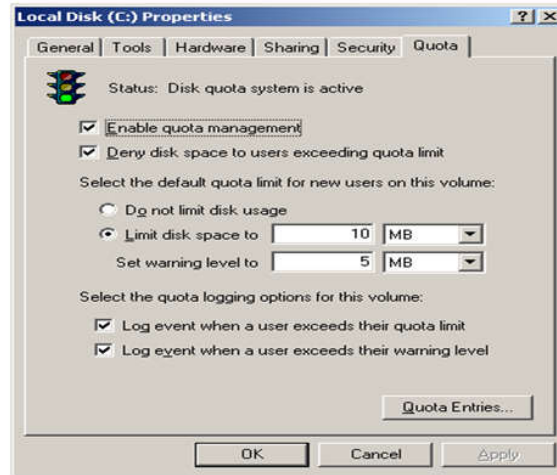 Local Disk (C:) Properties
General Tools Hardware Sharing Security Quota
Status: Disk quota system is active
Enable quota management
Deny disk space to users exceeding quota limit
Select the default quota limit for new users on this volume:
Do not limit disk usage
Limit disk space to 10 MB
Set warning level to 5 MB
Select the quota logging options for this volume:
Log event when a user exceeds their quota limit
Log event when a user exceeds their warning level
Quota Entries...
OK Cancel Apply